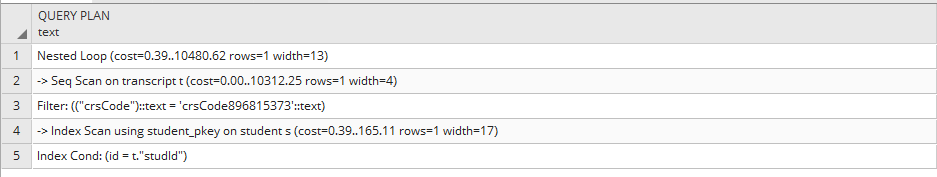 QUERY PLAN
text
1 Nested Loop (cost=0.39..10480.62 rows=1 width=13)
2 -> Seq Scan on transcript t (cost=0.00..10312.25 rows=1 width=4)
3 Filter: (("crsCode")::text = 'crsCode896815373'::text)
4 -> Index Scan using student_pkey on student s (cost=0.39..165.11 rows=1 width=17)
5 Index Cond: (id = t."studId")